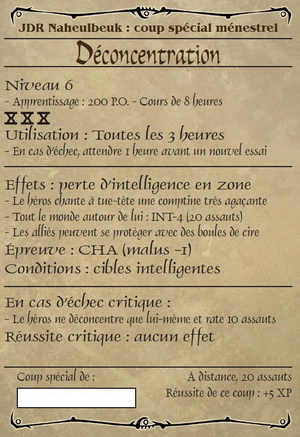 JDR Naheulbeuk : coup spécial ménestrel
Déconcentration
Niveau 6
- Apprentissage : 200 P.O. - Cours de 8 heures
Utilisation : Toutes les 3 heures
- En cas d'échec, attendre 1 heure avant un nouvel essai
Effets : perte d'intelligence en zone
- Le héros chante à tue-tête une comptine très agaçante
- Tout le monde autour de lui : INT-4 (20 assauts)
- Les alliés peuvent se protéger avec des boules de cire
Épreuve : CHA (malus -1)
Conditions : cibles intelligentes
En cas d'échec critique :
- Le héros ne déconcentre que lui-même et rate 10 assauts
Réussite critique : aucun effet
Coup spécial de :
À distance, 20 assauts
Réussite de ce coup : +5 XP